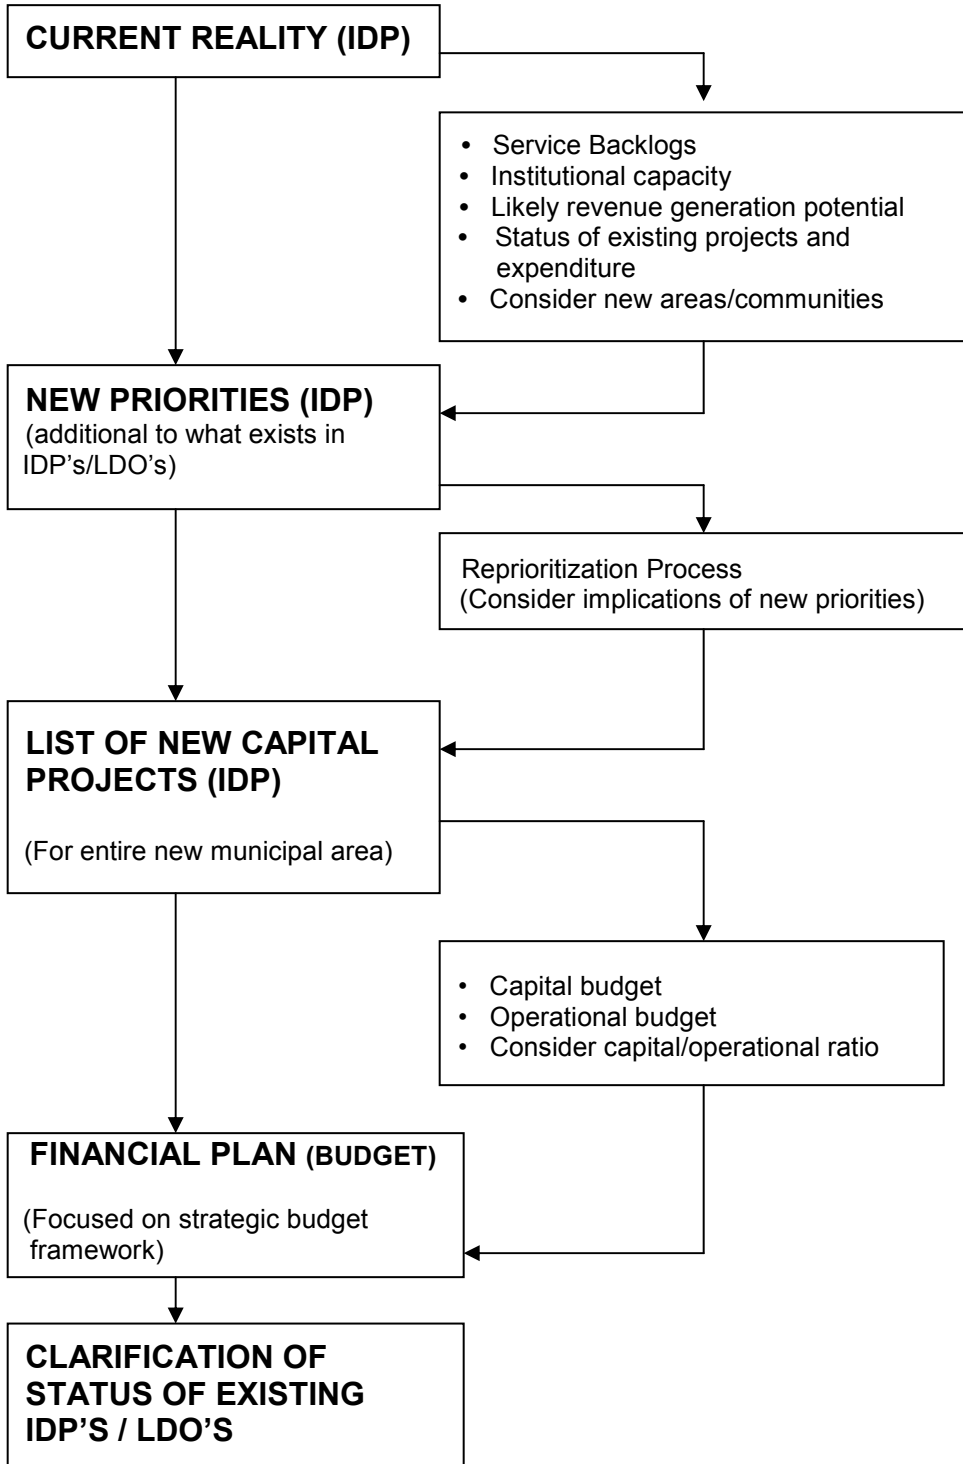 CURRENT REALITY (IDP)
• Service Backlogs
• Institutional capacity
• Likely revenue generation potential
• Status of existing projects and
expenditure
• Consider new areas/communities
NEW PRIORITIES (IDP)
(additional to what exists in
IDP's/LDO's)
Reprioritization Process
(Consider implications of new priorities)
LIST OF NEW CAPITAL
PROJECTS (IDP)
(For entire new municipal area)
• Capital budget
• Operational budget
• Consider capital/operational ratio
FINANCIAL PLAN (BUDGET)
(Focused on strategic budget
framework)
CLARIFICATION OF
STATUS OF EXISTING
IDP'S / LDO'S